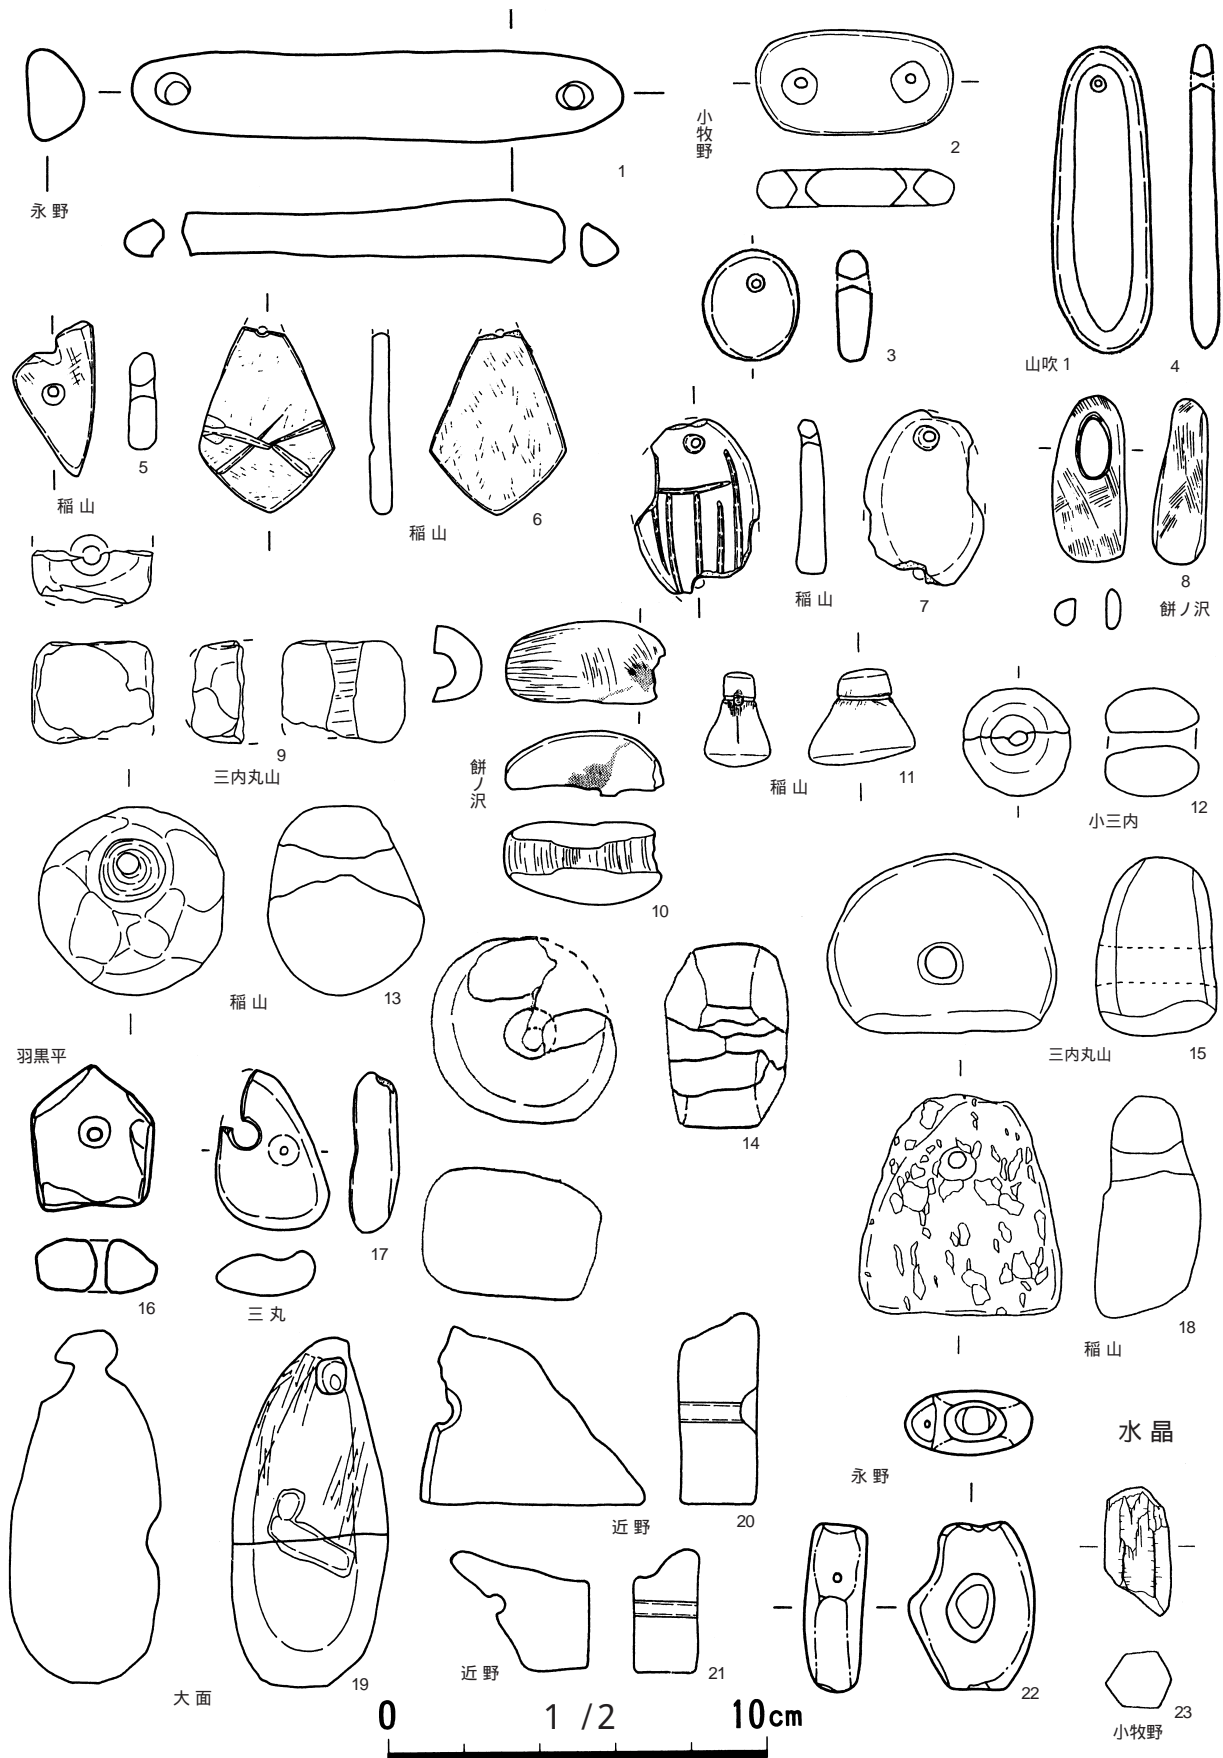 1
永野
小牧野
2
3
山吹1
4
5
稲山
稲山
6
稲山
7
8
餅ノ沢
9
三内丸山
餅ノ沢
10
稲山
11
12
小三内
稲山
13
14
三内丸山
15
羽黒平
16
17
三丸
稲山
18
大面
19
近野
20
近野
21
永野
22
水晶
23
小牧野
0
1/2
10cm